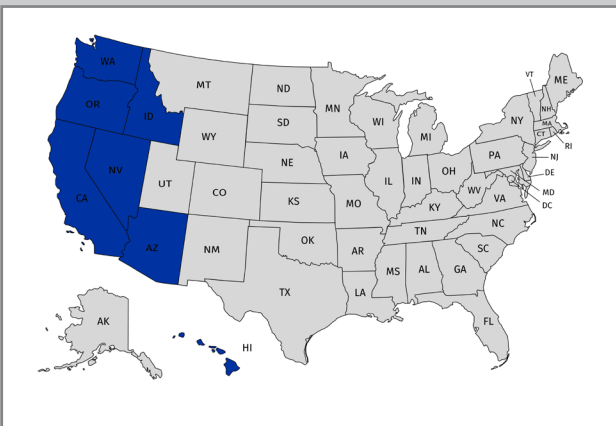 WA
MT
ND
ME
VT
OR
ID
MN
NH
SD
WI
NY
MA
WY
MI
CT
RI
IA
PA
NJ
NE
OH
NV
UT
IL
IN
DE
CO
WV
MD
CA
KS
MO
KY
VA
DC
NC
TN
AZ
NM
OK
AR
SC
MS
AL
GA
TX
LA
AK
FL
HI